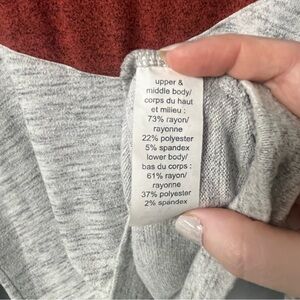 upper &
middle body/
corps du haut
et milieu :
73% rayon/
rayonne
22% polyester
5% spandex
lower body/
bas du corps :
61% rayon/
rayonne
37% polyester
2% spandex